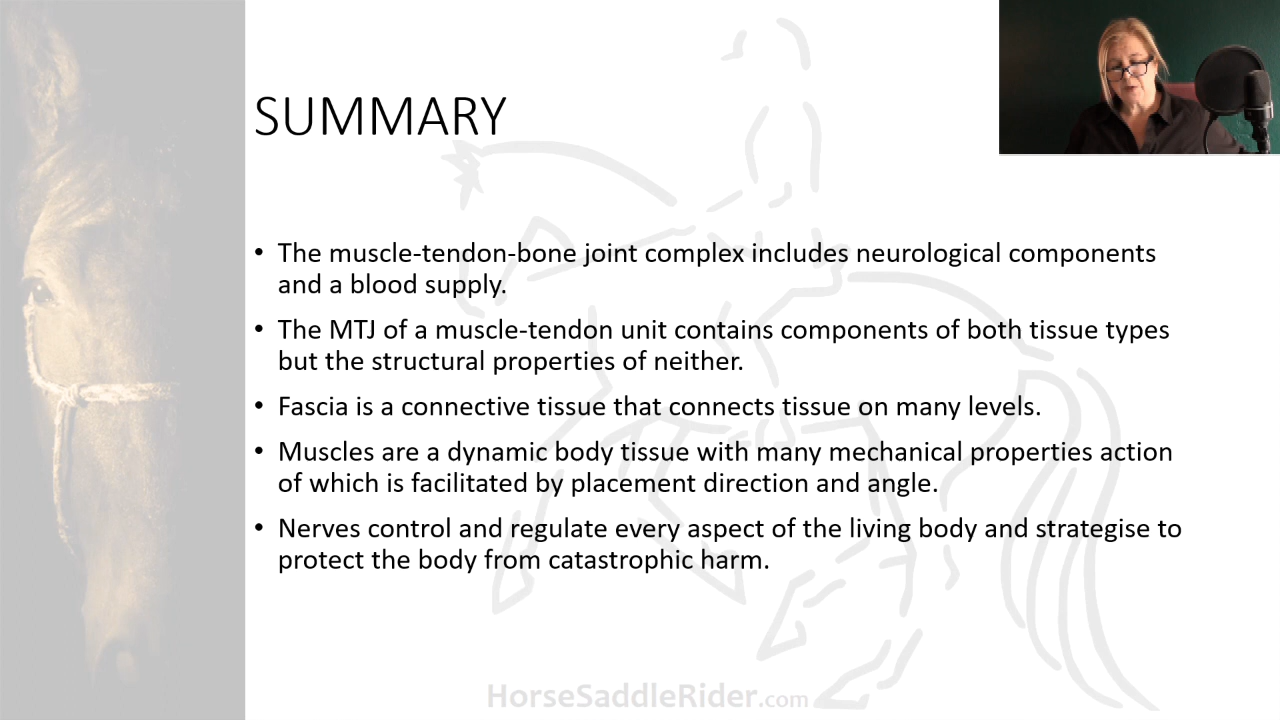 SUMMARY
• The muscle-tendon-bone joint complex includes neurological components
and a blood supply.
• The MTJ of a muscle-tendon unit contains components of both tissue types
but the structural properties of neither.
• Fascia is a connective tissue that connects tissue on many levels.
• Muscles are a dynamic body tissue with many mechanical properties action
of which is facilitated by placement direction and angle.
• Nerves control and regulate every aspect of the living body and strategise to
protect the body from catastrophic harm.
HorseSaddleRider.com